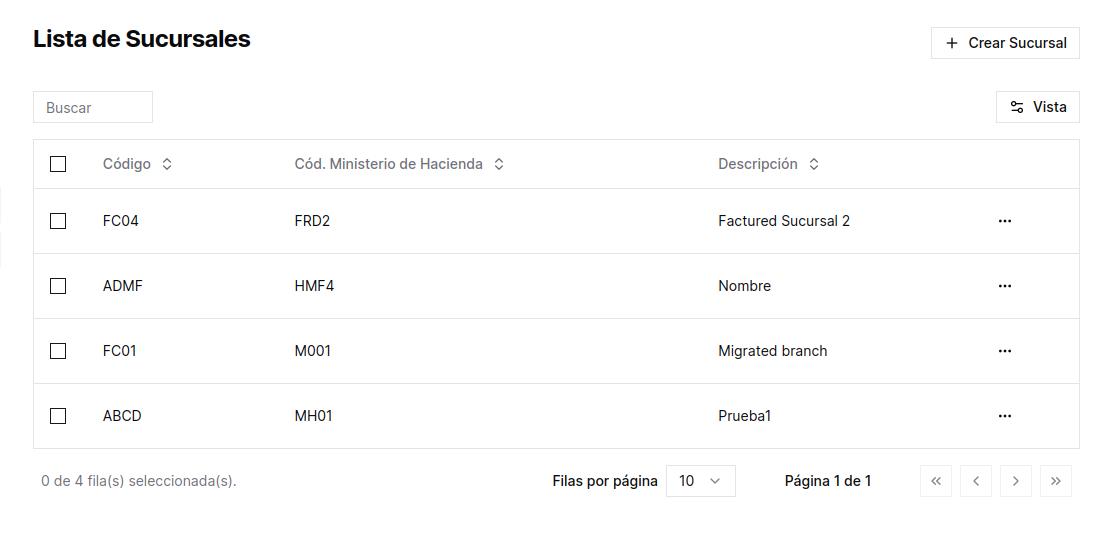 Lista de Sucursales
Crear Sucursal
Buscar
Vista
Código Cód. Ministerio de Hacienda Descripción
FC04 FRD2 Factured Sucursal 2
ADMF HMF4 Nombre
FC01 M001 Migrated branch
ABCD MH01 Prueba1
0 de 4 fila(s) seleccionada(s). Filas por página 10 Página 1 de 1